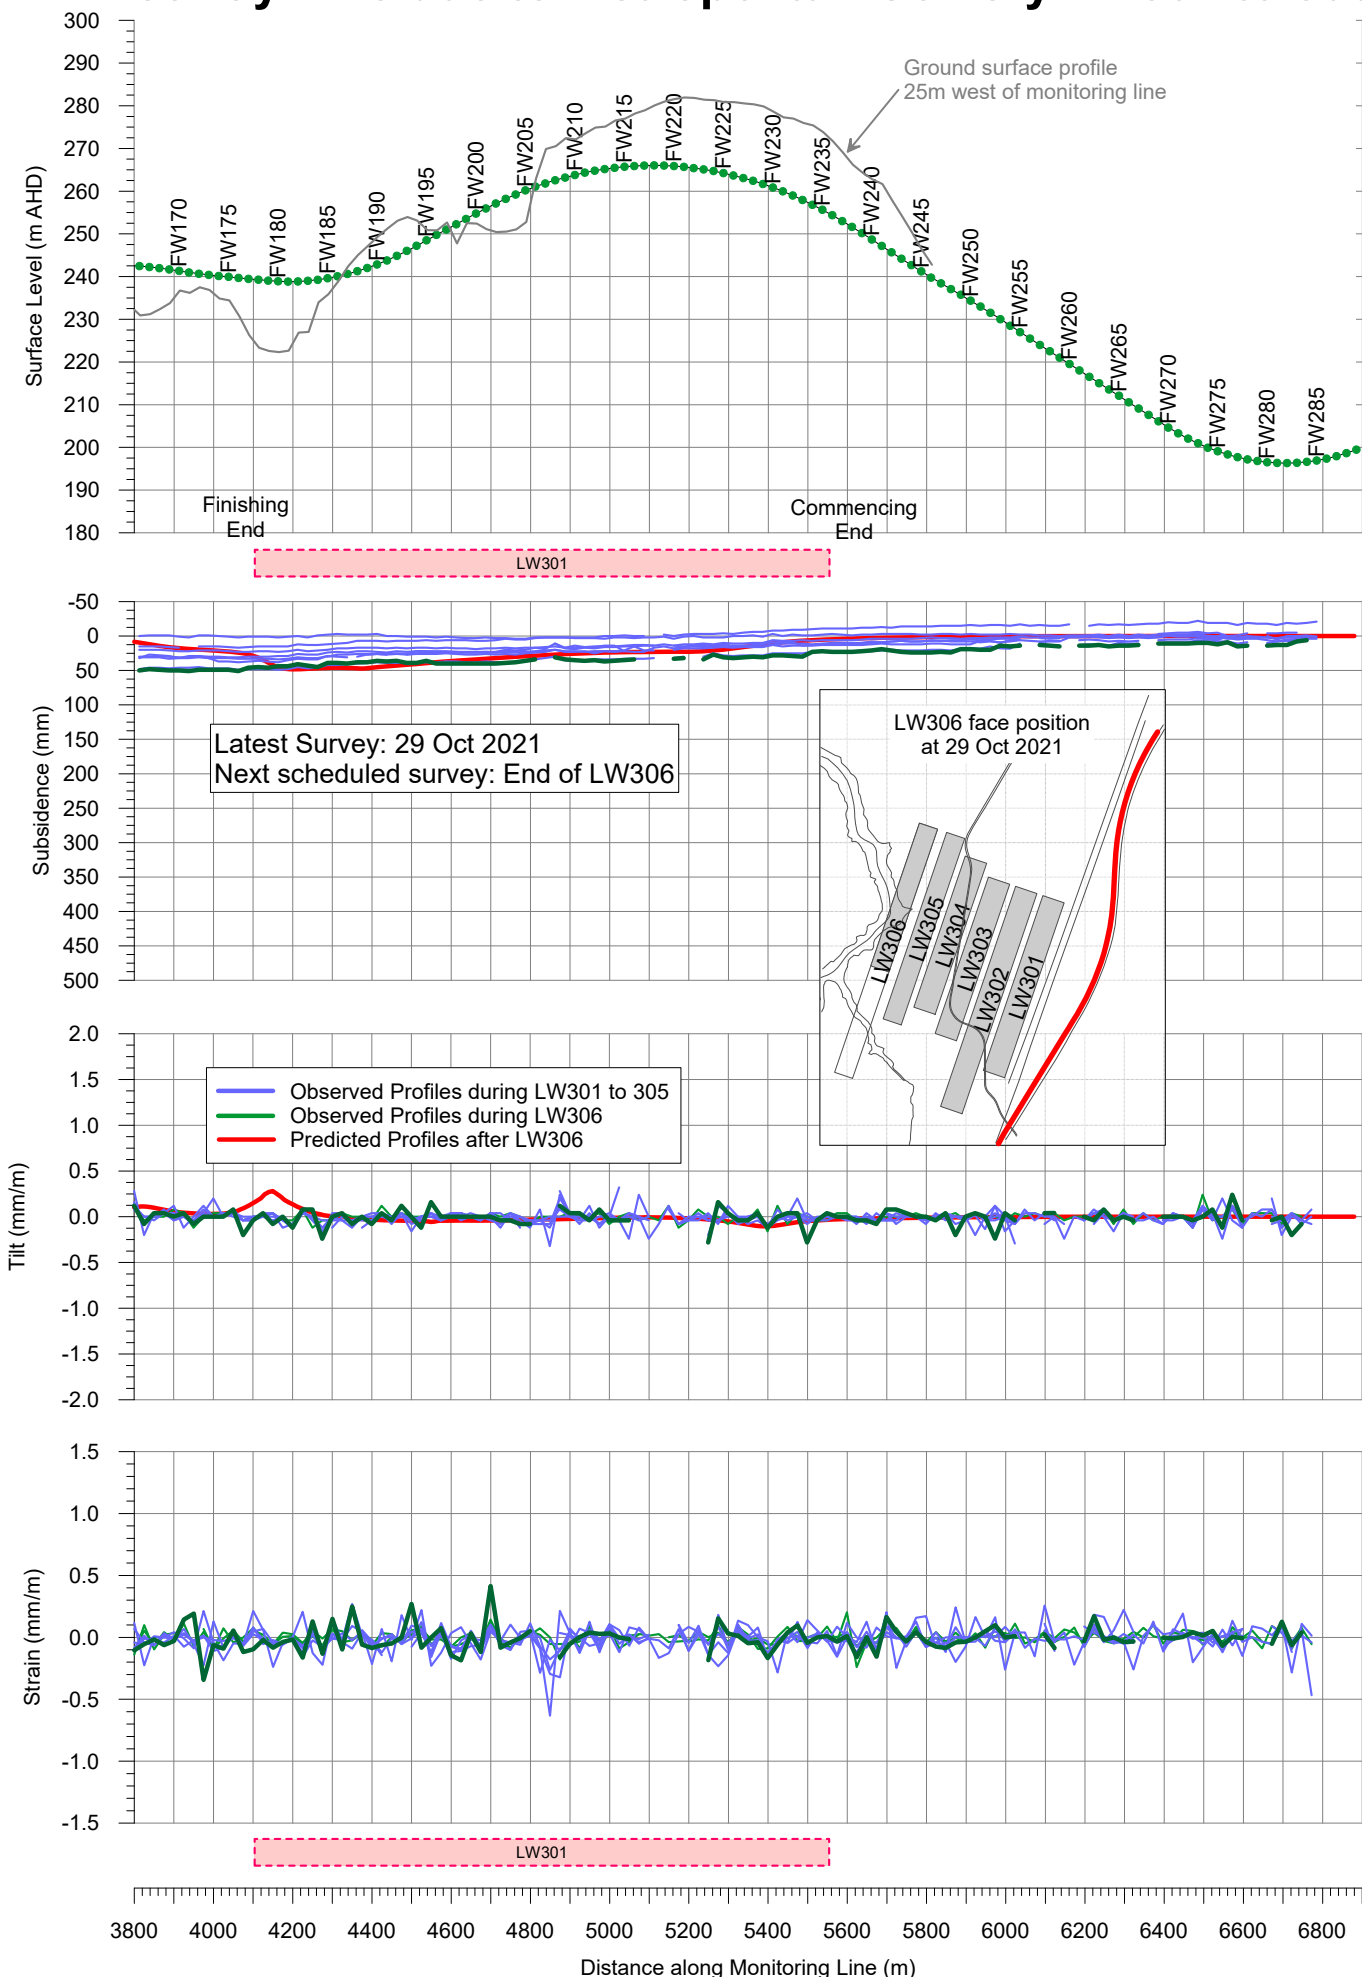 300
290
280
270
260
250
240
230
220
210
200
190
180
Surface Level (m AHD)
Ground surface profile
25m west of monitoring line
FW170
FW175
FW180
FW185
FW190
FW195
FW200
FW205
FW210
FW215
FW220
FW225
FW230
FW235
FW240
FW245
FW250
FW255
FW260
FW265
FW270
FW275
FW280
FW285
Finishing
End
Commencing
End
LW301
-50
0
50
100
150
200
250
300
350
400
450
500
Subsidence (mm)
Latest Survey: 29 Oct 2021
Next scheduled survey: End of LW306
LW306 face position
at 29 Oct 2021
LW306
LW305
LW304
LW303
LW302
LW301
2.0
1.5
1.0
0.5
0.0
-0.5
-1.0
-1.5
-2.0
Tilt (mm/m)
Observed Profiles during LW301 to 305
Observed Profiles during LW306
Predicted Profiles after LW306
1.5
1.0
0.5
0.0
-0.5
-1.0
-1.5
Strain (mm/m)
LW301
3800 4000 4200 4400 4600 4800 5000 5200 5400 5600 5800 6000 6200 6400 6600 6800
Distance along Monitoring Line (m)